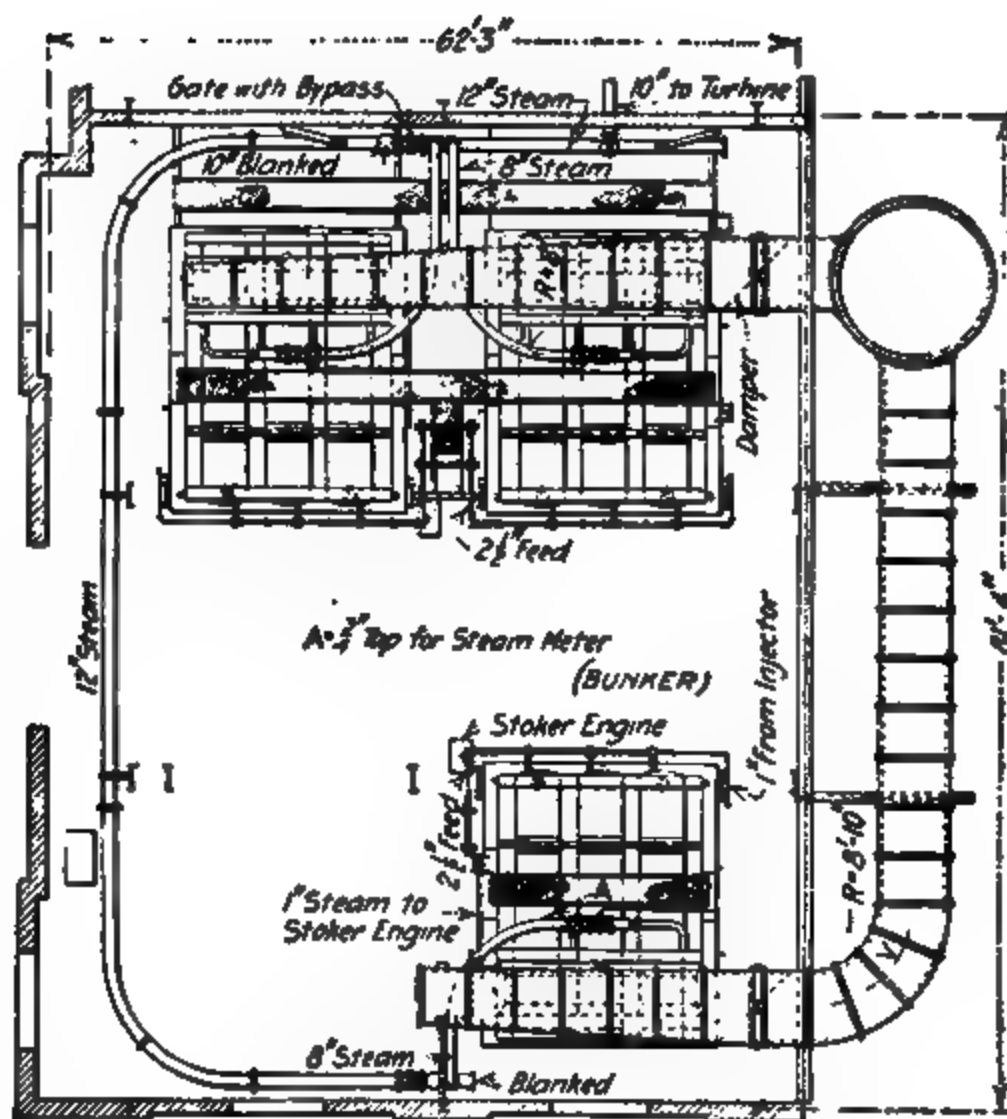 62'-3"
Gate with Bypass
12" Steam
10" to Turbine
10" Blanked
8" Steam
Damper
2½" Feed
12" Steam
A=¾" Tap for Steam Meter
(BUNKER)
1" From Injector
Stoker Engine
2½" Feed
R=8'-10"
1" Steam to
Stoker Engine
A
8" Steam
Blanked